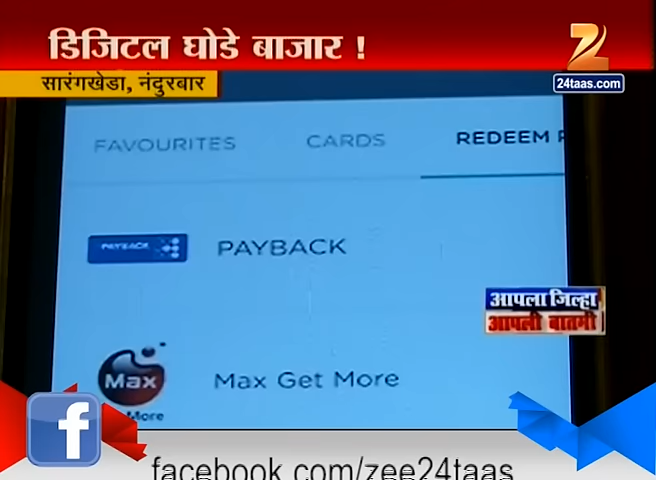 डिजिटल घोडे बाजार !
24taas.com
सारंगखेडा, नंदुरबार
FAVOURITES CARDS REDEEM
PAYBACK PAYBACK
आपला जिल्हा
आपली बातमी
Max Max Get More
More
facebook.com/zee24taas